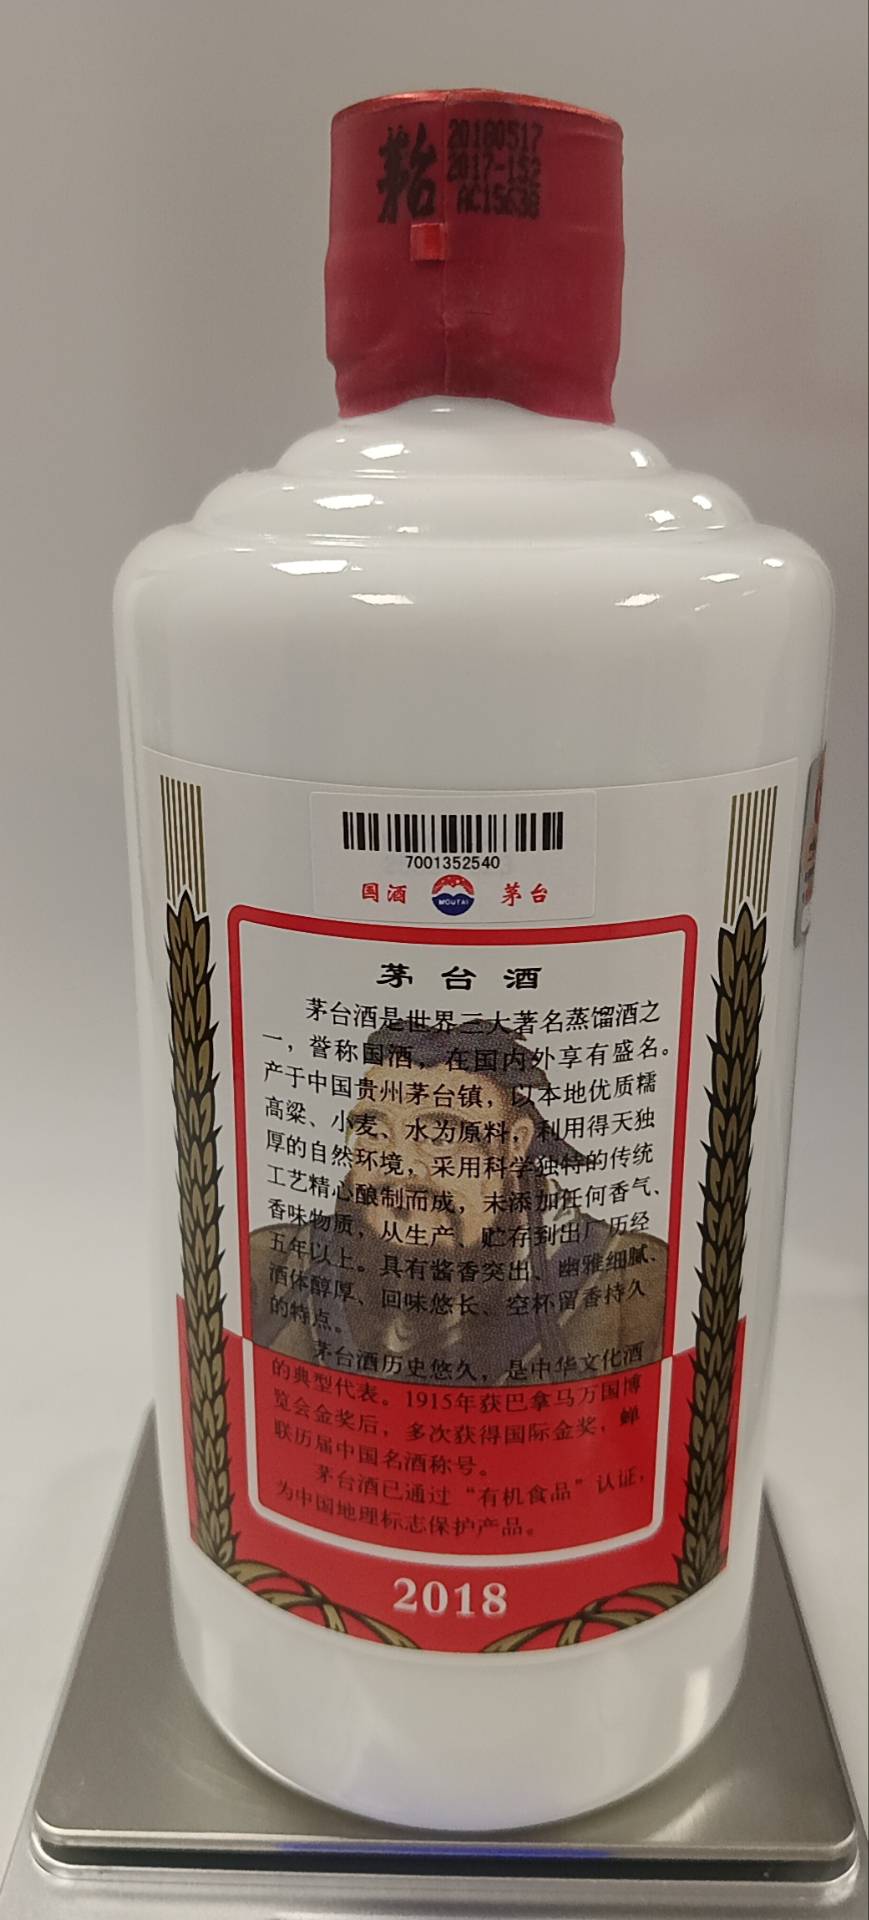 茅台
20180517
2017-152
AC15638
7001352540
国酒
MOUTAI
茅台
茅台酒
茅台酒是世界三大著名蒸馏酒之
一，誉称国酒，在国内外享有盛名。
产于中国贵州茅台镇，以本地优质糯
高粱、小麦、水为原料，利用得天独
厚的自然环境，采用科学独特的传统
工艺精心酿制而成，未添加任何香气、
香味物质，从生产、贮存到出厂历经
五年以上。具有酱香突出、幽雅细腻、
酒体醇厚、回味悠长、空杯留香持久
的特点。
茅台酒历史悠久，是中华文化酒
的典型代表。1915年获巴拿马万国博
览会金奖后，多次获得国际金奖，蝉
联历届中国名酒称号。
茅台酒已通过“有机食品”认证，
为中国地理标志保护产品。
2018